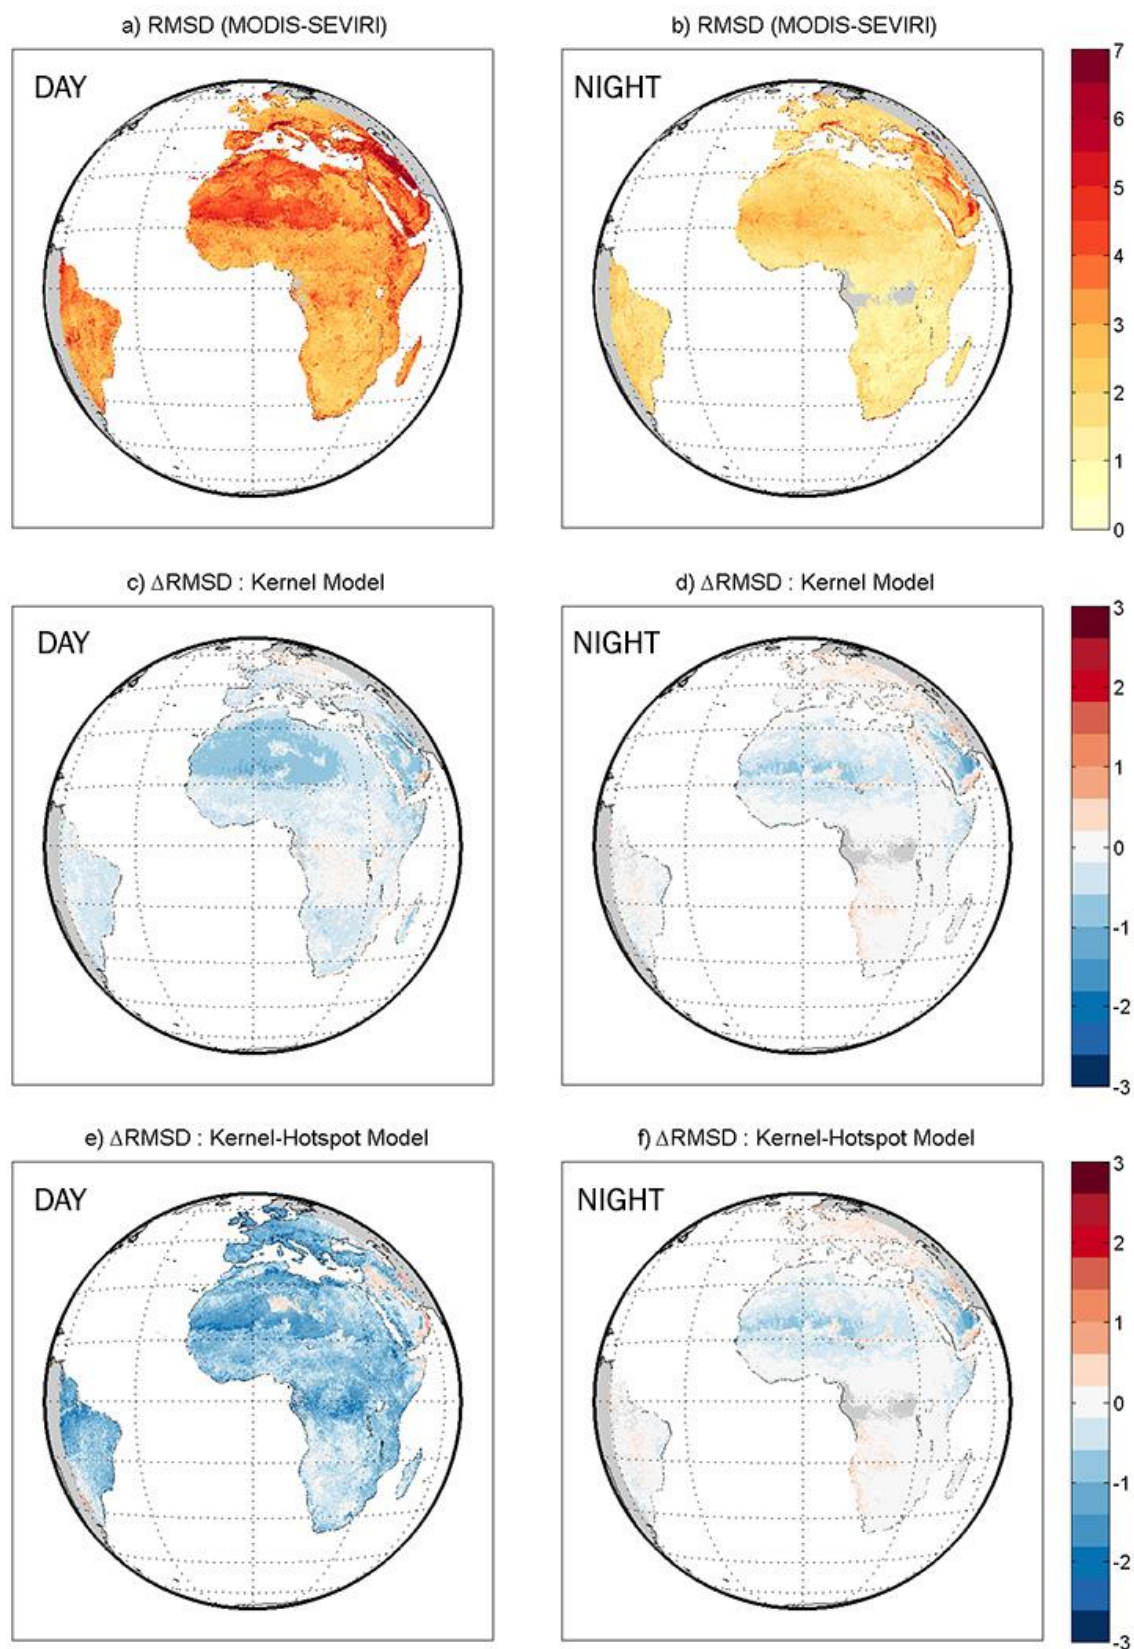 a) RMSD (MODIS-SEVIRI)
b) RMSD (MODIS-SEVIRI)
DAY
NIGHT
7
6
5
4
3
2
1
0
c) ΔRMSD : Kernel Model
d) ΔRMSD : Kernel Model
DAY
NIGHT
3
2
1
0
-1
-2
-3
e) ΔRMSD : Kernel-Hotspot Model
f) ΔRMSD : Kernel-Hotspot Model
DAY
NIGHT
3
2
1
0
-1
-2
-3